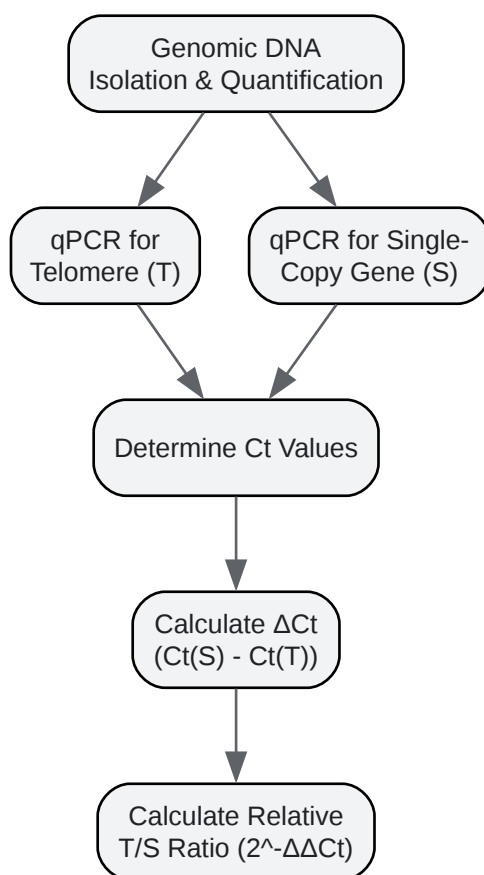 Genomic DNA
Isolation & Quantification
qPCR for
Telomere (T)
qPCR for Single-
Copy Gene (S)
Determine Ct Values
Calculate ΔCt
(Ct(S) - Ct(T))
Calculate Relative
T/S Ratio (2^-ΔΔCt)